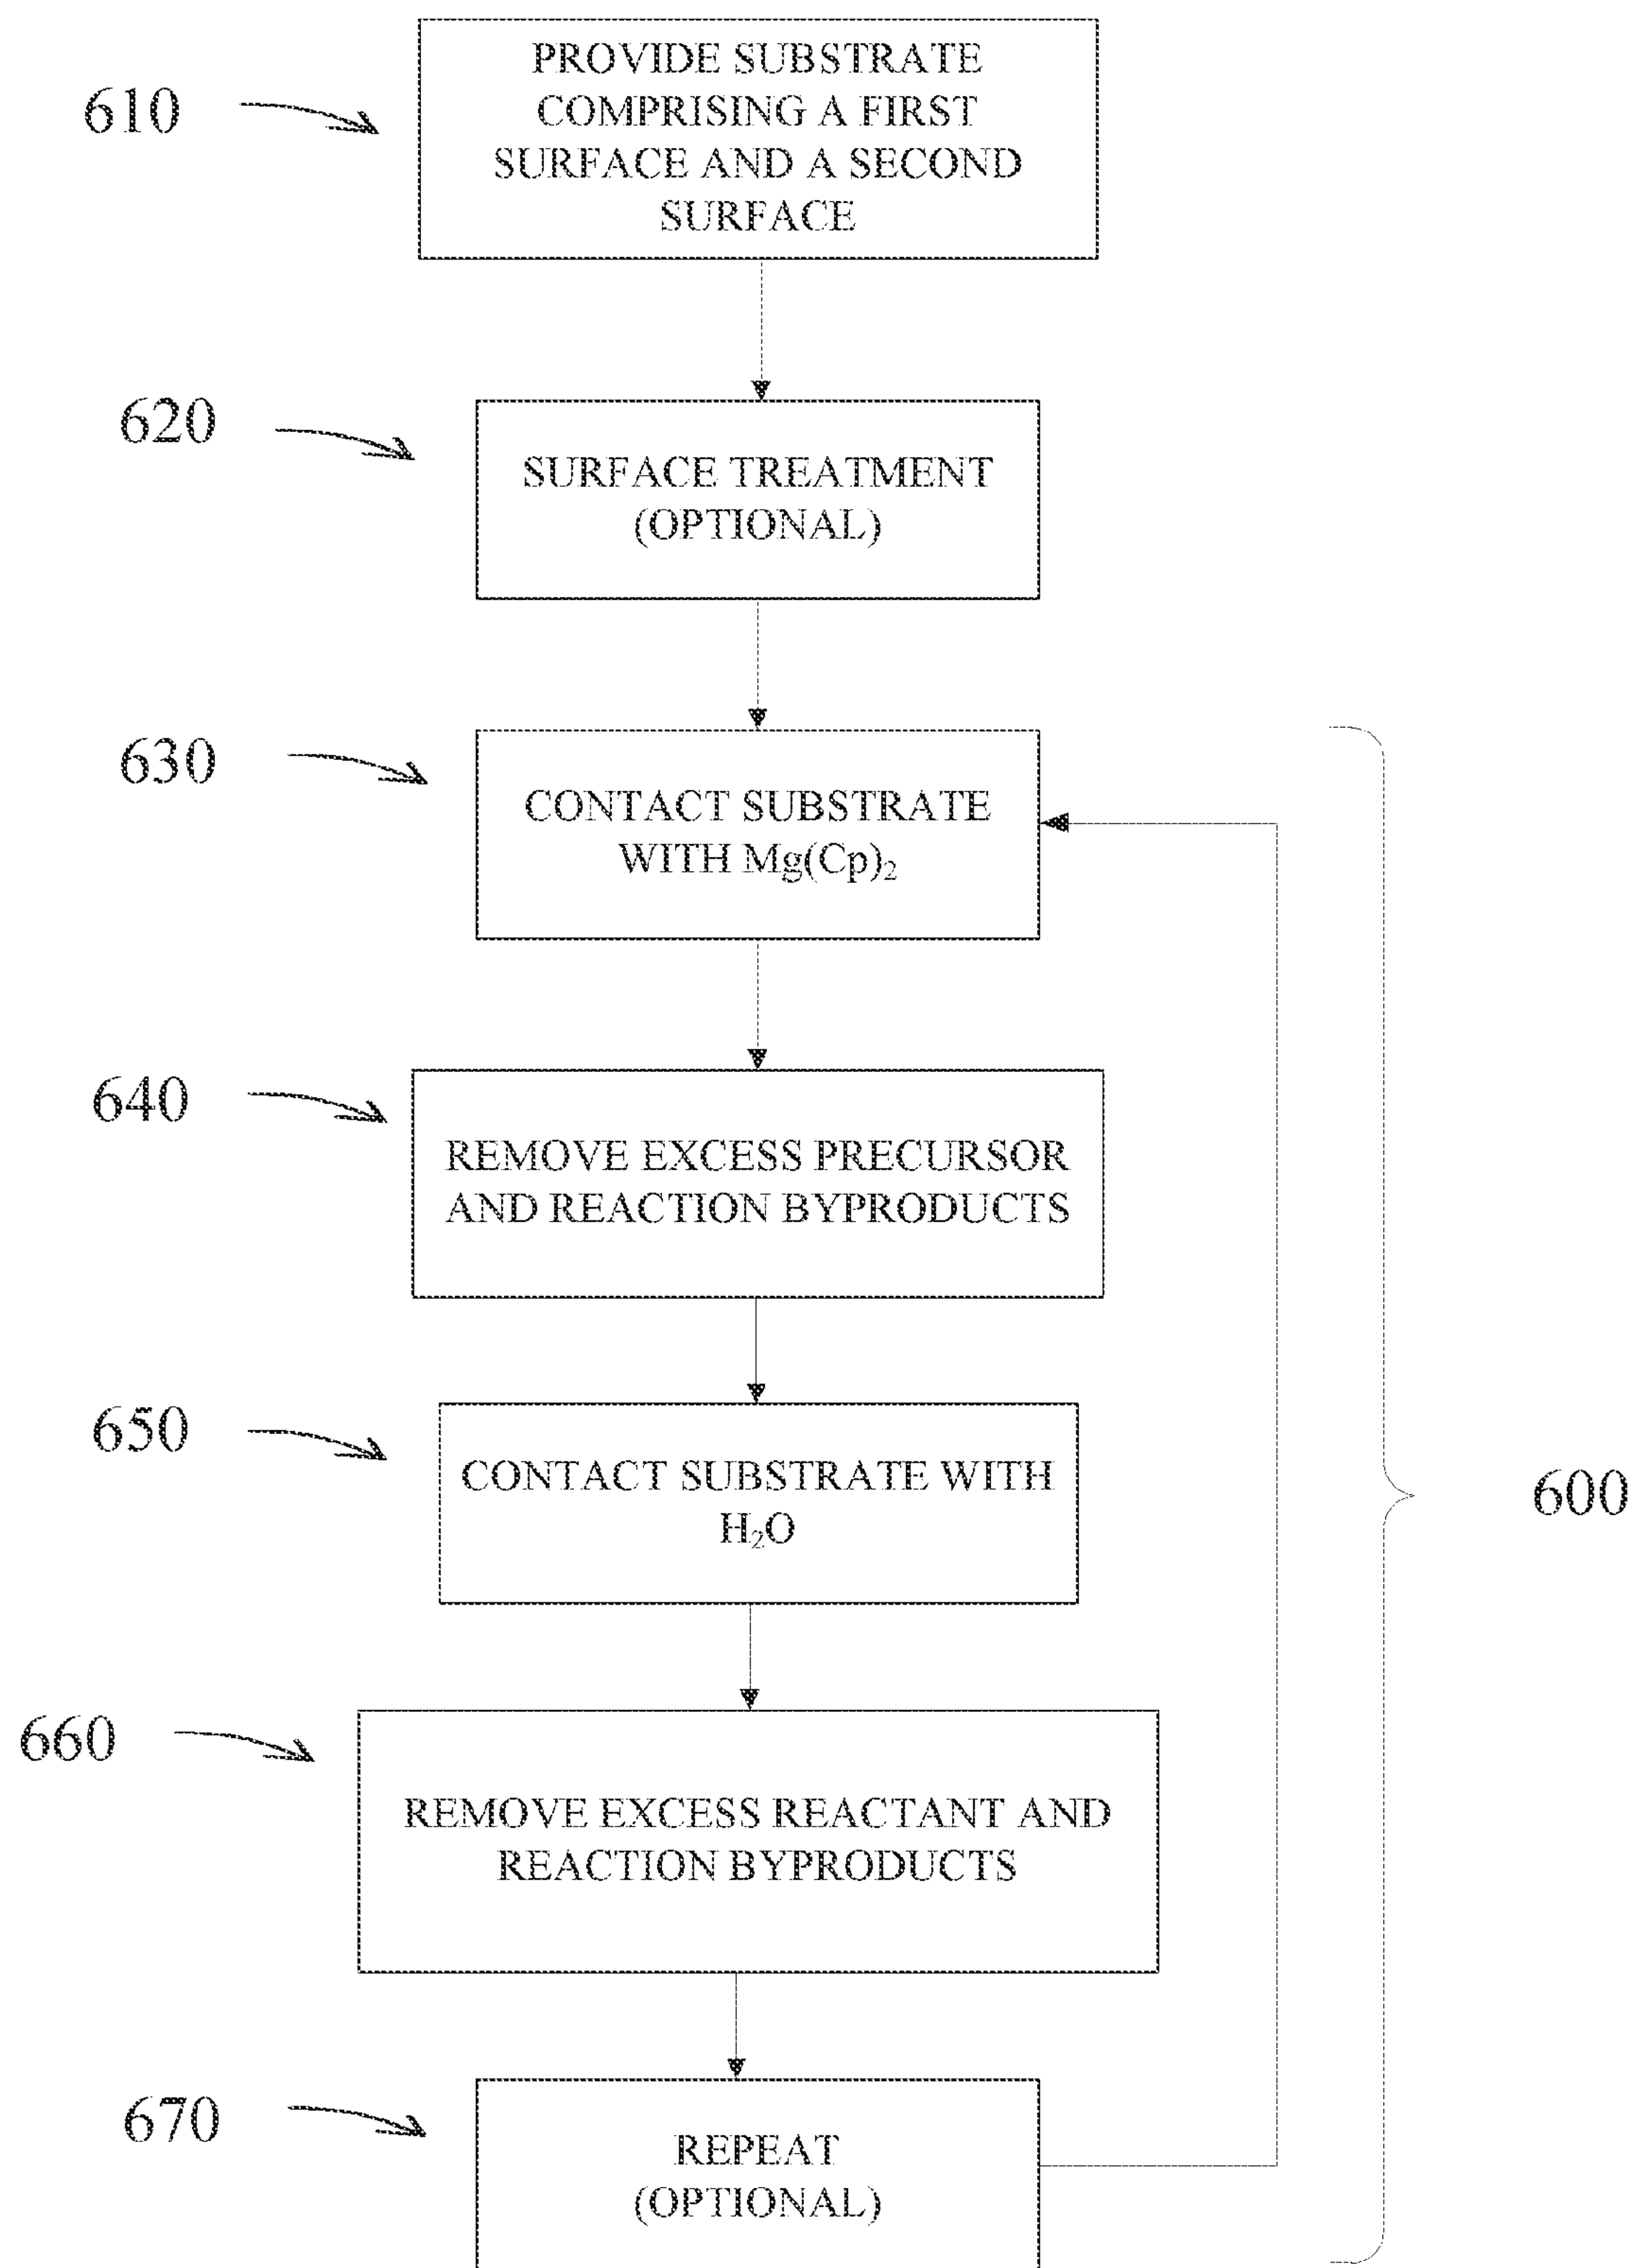 610
PROVIDE SUBSTRATE
COMPRISING A FIRST
SURFACE AND A SECOND
SURFACE
620
SURFACE TREATMENT
(OPTIONAL)
630
CONTACT SUBSTRATE
WITH Mg(Cp)₂
640
REMOVE EXCESS PRECURSOR
AND REACTION BYPRODUCTS
650
CONTACT SUBSTRATE WITH
H₂O
600
660
REMOVE EXCESS REACTANT AND
REACTION BYPRODUCTS
670
REPEAT
(OPTIONAL)